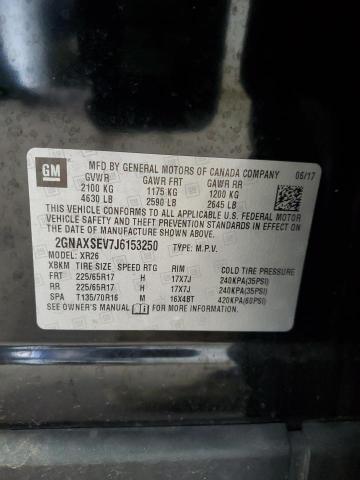 GM
MFD BY GENERAL MOTORS OF CANADA COMPANY 06/17
GVWR GAWR FRT GAWR RR
2100 KG 1175 KG 1200 KG
4630 LB 2590 LB 2645 LB
THIS VEHICLE CONFORMS TO ALL APPLICABLE U.S. FEDERAL MOTOR
VEHICLE SAFETY AND THEFT PREVENTION STANDARDS IN EFFECT ON
THE DATE OF MANUFACTURE SHOWN ABOVE.
2GNAXSEV7J6153250 TYPE: M.P.V.
MODEL: XR26
XBKM TIRE SIZE SPEED RTG RIM COLD TIRE PRESSURE
FRT 225/65R17 H 17X7J 240KPA(35PSI)
RR 225/65R17 H 17X7J 240KPA(35PSI)
SPA T135/70R16 M 16X4BT 420KPA(60PSI)
SEE OWNER'S MANUAL FOR MORE INFORMATION.